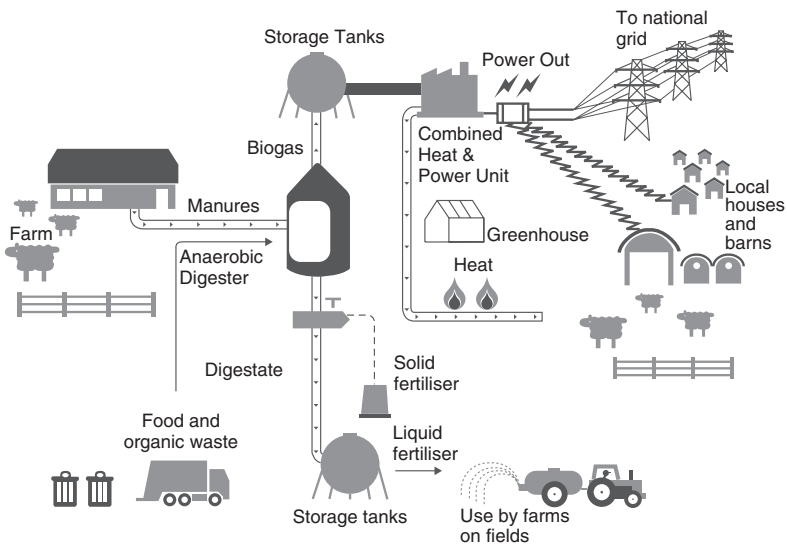 To national
grid
Storage Tanks
Power Out
Biogas
Combined
Heat &
Power Unit
Manures
Local
houses
and
barns
Farm
Greenhouse
Anaerobic
Digester
Heat
Digestate
Solid
fertiliser
Food and
organic waste
Liquid
fertiliser
Storage tanks
Use by farms
on fields